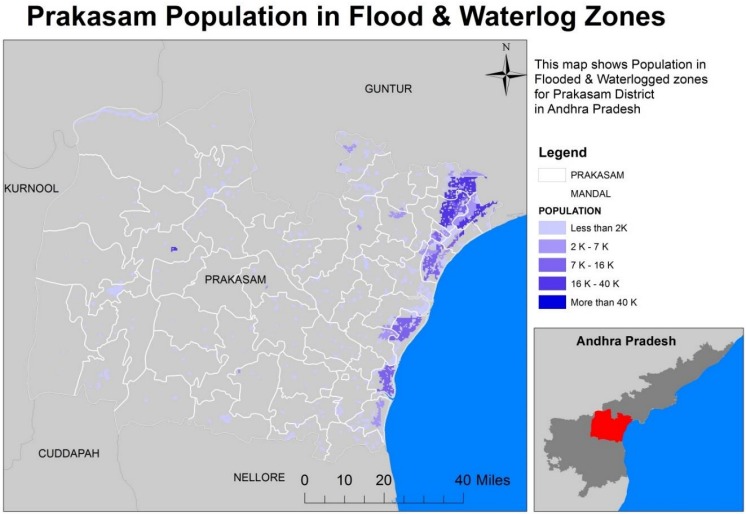 Prakasam Population in Flood & Waterlog Zones
N
GUNTUR
KURNOOL
PRAKASAM
CUDDAPAH
NELLORE
0 10 20 40 Miles
This map shows Population in
Flooded & Waterlogged zones
for Prakasam District
in Andhra Pradesh
Legend
PRAKASAM
MANDAL
POPULATION
Less than 2K
2 K - 7 K
7 K - 16 K
16 K - 40 K
More than 40 K
Andhra Pradesh